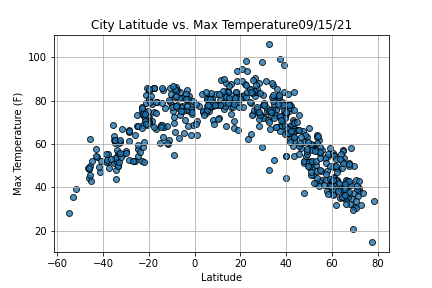 City Latitude vs. Max Temperature09/15/21
Max Temperature (F)
100
80
60
40
20
−60 −40 −20 0 20 40 60 80
Latitude